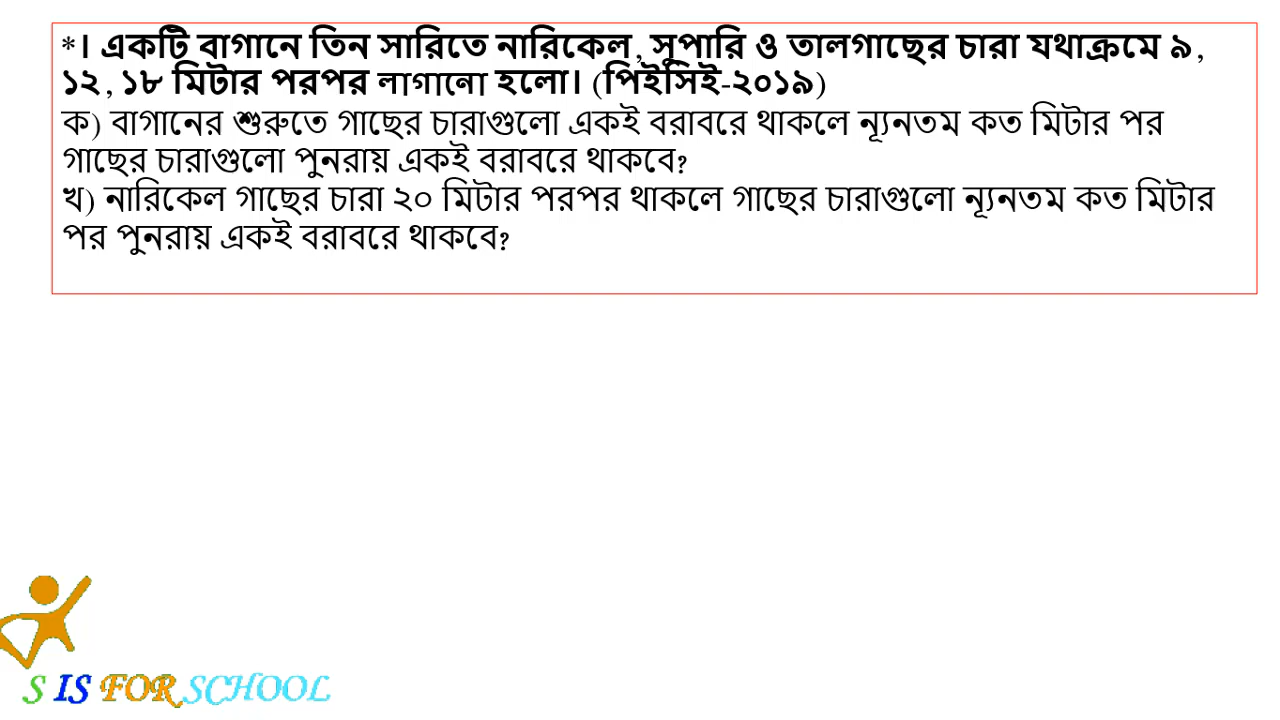 *। একটি বাগানে তিন সারিতে নারিকেল, সুপারি ও তালগাছের চারা যথাক্রমে ৯,
১২, ১৮ মিটার পরপর লাগানো হলো। (পিইসিই-২০১৯)
ক) বাগানের শুরুতে গাছের চারাগুলো একই বরাবরে থাকলে ন্যূনতম কত মিটার পর
গাছের চারাগুলো পুনরায় একই বরাবরে থাকবে?
খ) নারিকেল গাছের চারা ২০ মিটার পরপর থাকলে গাছের চারাগুলো ন্যূনতম কত মিটার
পর পুনরায় একই বরাবরে থাকবে?
S IS FOR SCHOOL